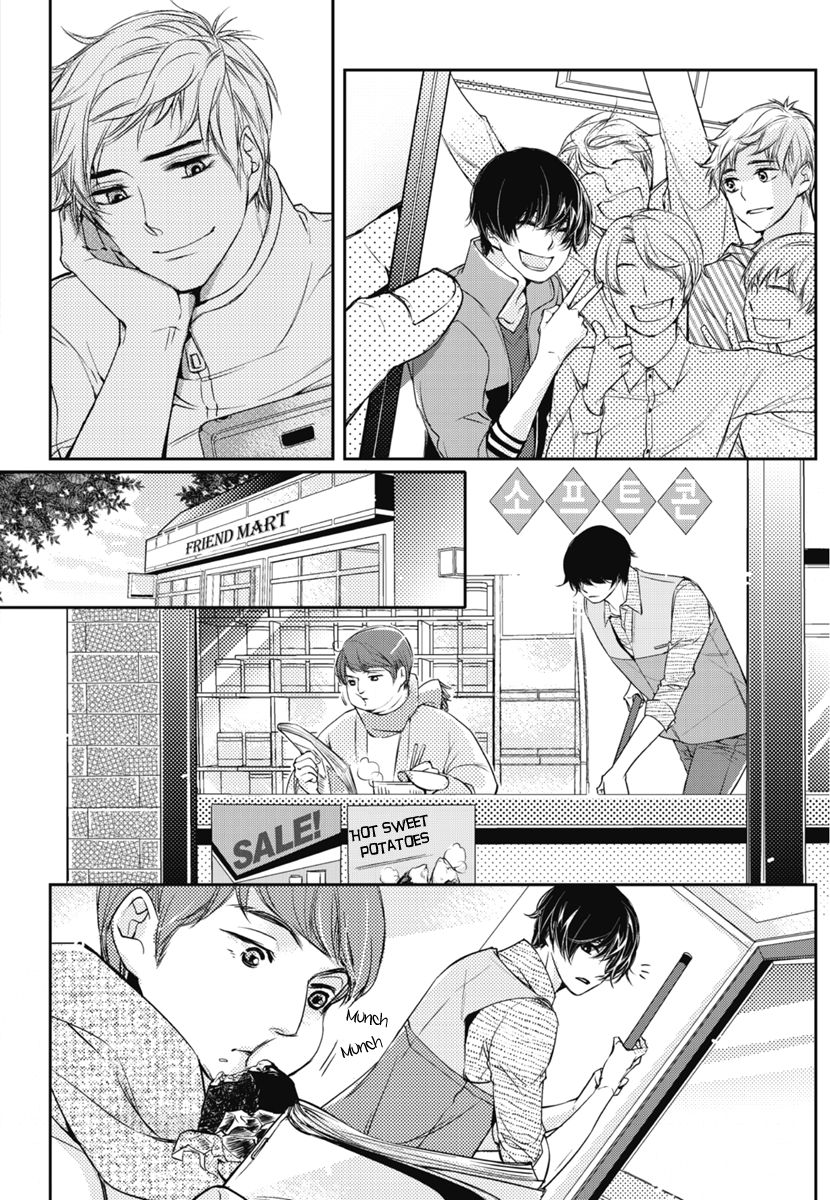 FRIEND MART
소프트콘
SALE!
HOT SWEET
POTATOES
MUNCH
MUNCH